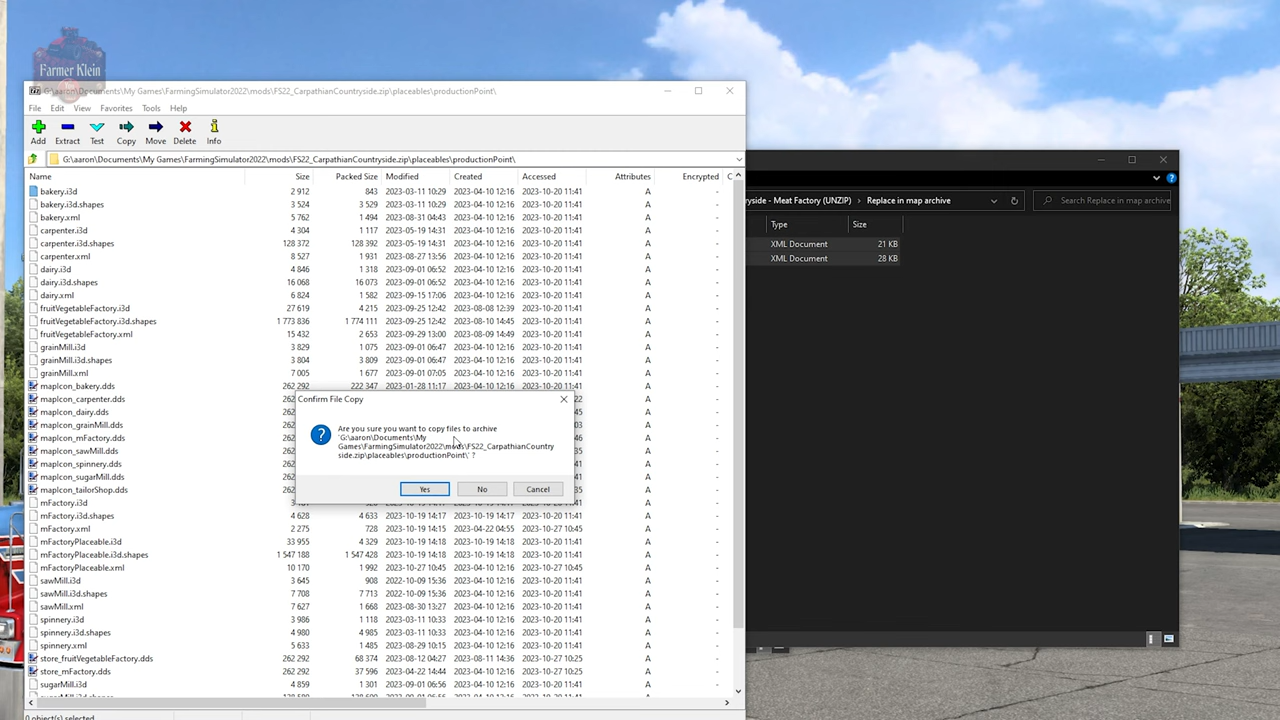 Farmer Klein
G:\aaron\Documents\My Games\FarmingSimulator2022\mods\FS22_CarpathianCountryside.zip\placeables\productionPoint\
File Edit View Favorites Tools Help
Add Extract Test Copy Move Delete Info
G:\aaron\Documents\My Games\FarmingSimulator2022\mods\FS22_CarpathianCountryside.zip\placeables\productionPoint\
Name Size Packed Size Modified Created Accessed Attributes Encrypted C
bakery.i3d 2 912 843 2023-03-11 10:29 2023-04-10 12:16 2023-10-20 11:41 A -
bakery.i3d.shapes 3 524 3 529 2023-03-11 10:29 2023-04-10 12:16 2023-10-20 11:41 A -
bakery.xml 5 762 1 494 2023-08-31 04:43 2023-04-10 12:16 2023-10-20 11:41 A -
carpenter.i3d 4 304 1 117 2023-05-19 14:31 2023-04-10 12:16 2023-10-20 11:41 A -
carpenter.i3d.shapes 128 372 128 392 2023-05-19 14:31 2023-04-10 12:16 2023-10-20 11:41 A -
carpenter.xml 8 527 1 931 2023-08-27 13:56 2023-04-10 12:16 2023-10-20 11:41 A -
dairy.i3d 4 846 1 318 2023-09-01 06:52 2023-04-10 12:16 2023-10-20 11:41 A -
dairy.i3d.shapes 16 068 16 073 2023-09-01 06:52 2023-04-10 12:16 2023-10-20 11:41 A -
dairy.xml 6 824 1 582 2023-09-15 17:06 2023-04-10 12:16 2023-10-20 11:41 A -
fruitVegetableFactory.i3d 27 619 4 215 2023-09-25 12:42 2023-08-08 12:39 2023-10-20 11:41 A -
fruitVegetableFactory.i3d.shapes 1 773 836 1 774 111 2023-09-25 12:42 2023-08-10 14:45 2023-10-20 11:41 A -
fruitVegetableFactory.xml 15 432 2 653 2023-09-29 13:00 2023-08-09 14:49 2023-10-20 11:41 A -
grainMill.i3d 3 829 1 075 2023-09-01 06:47 2023-04-10 12:16 2023-10-20 11:41 A -
grainMill.i3d.shapes 3 804 3 809 2023-09-01 06:47 2023-04-10 12:16 2023-10-20 11:41 A -
grainMill.xml 7 005 1 677 2023-09-01 07:05 2023-04-10 12:16 2023-10-20 11:41 A -
mapIcon_bakery.dds 262 292 222 347 2023-01-28 11:17 2023-04-10 12:16 2023-10-20 11:41 A -
mapIcon_carpenter.dds 262 22 A -
mapIcon_dairy.dds 262 35 A -
mapIcon_grainMill.dds 262 A -
mapIcon_mFactory.dds 262 A -
mapIcon_sawMill.dds 262 35 A -
mapIcon_spinnery.dds 262 A -
mapIcon_sugarMill.dds 262 35 A -
mapIcon_tailorShop.dds 262 35 A -
mFactory.i3d A -
mFactory.i3d.shapes 4 628 4 633 2023-10-19 14:17 2023-10-19 14:17 2023-10-20 11:41 A -
mFactory.xml 2 275 728 2023-10-19 14:15 2023-04-22 04:55 2023-10-27 10:45 A -
mFactoryPlaceable.i3d 33 955 4 329 2023-10-19 14:18 2023-10-19 14:18 2023-10-20 11:41 A -
mFactoryPlaceable.i3d.shapes 1 547 188 1 547 428 2023-10-19 14:18 2023-10-19 14:18 2023-10-20 11:41 A -
mFactoryPlaceable.xml 10 170 1 992 2023-10-27 10:45 2023-04-10 12:16 2023-10-27 10:45 A -
sawMill.i3d 3 645 908 2022-10-09 15:36 2023-04-10 12:16 2023-10-20 11:41 A -
sawMill.i3d.shapes 7 708 7 713 2022-10-09 15:36 2023-04-10 12:16 2023-10-20 11:41 A -
sawMill.xml 7 627 1 668 2023-08-30 13:27 2023-04-10 12:16 2023-10-20 11:41 A -
spinnery.i3d 3 986 1 118 2023-03-11 10:33 2023-04-10 12:16 2023-10-20 11:41 A -
spinnery.i3d.shapes 4 980 4 985 2023-03-11 10:33 2023-04-10 12:16 2023-10-20 11:41 A -
spinnery.xml 5 633 1 485 2023-08-29 15:15 2023-04-10 12:16 2023-10-20 11:41 A -
store_fruitVegetableFactory.dds 262 292 68 374 2023-08-12 04:27 2023-08-11 14:36 2023-10-27 10:25 A -
store_mFactory.dds 262 292 37 596 2023-04-22 14:44 2023-04-10 12:16 2023-10-27 10:25 A -
sugarMill.i3d 4 859 1 301 2023-09-01 06:56 2023-04-10 12:16 2023-10-20 11:41 A -
0 object(s) selected
Confirm File Copy
Are you sure you want to copy files to archive
'G:\aaron\Documents\My
Games\FarmingSimulator2022\mods\FS22_CarpathianCountry
side.zip\placeables\productionPoint\' ?
Yes No Cancel
ryside - Meat Factory (UNZIP) Replace in map archive Search Replace in map archive
Type Size
XML Document 21 KB
XML Document 28 KB